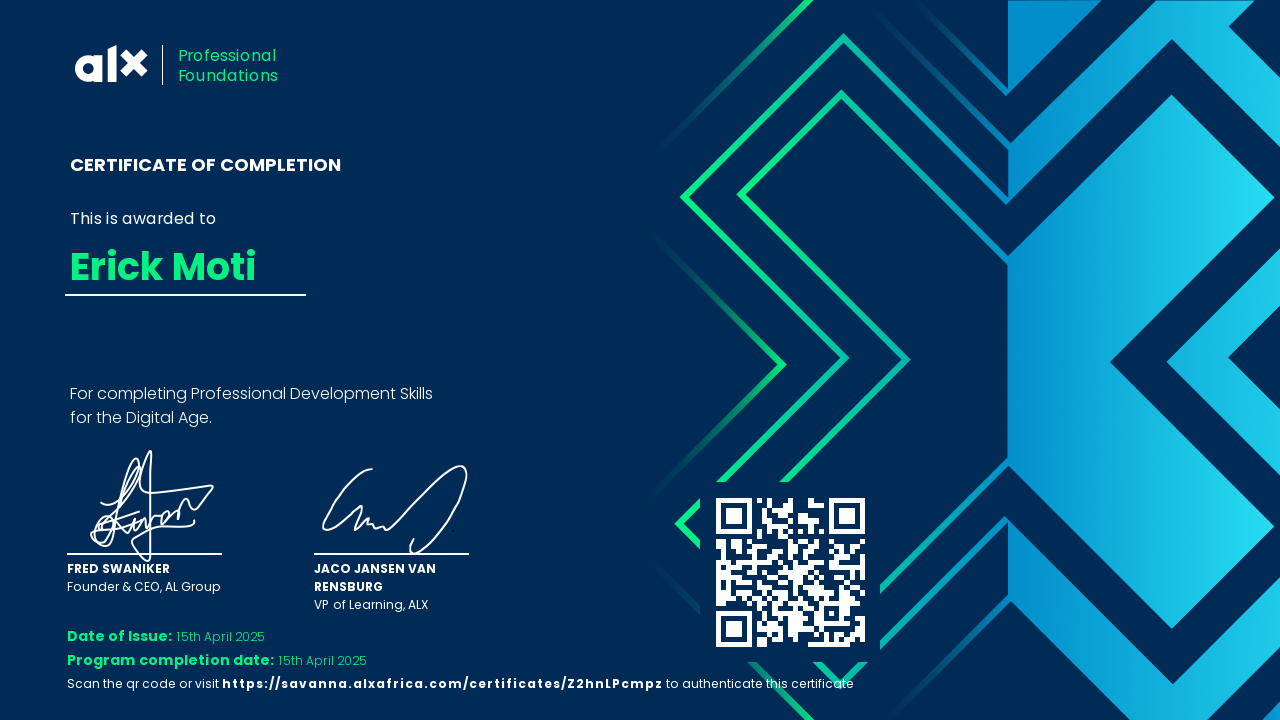 alx
Professional
Foundations
CERTIFICATE OF COMPLETION
This is awarded to
Erick Moti
For completing Professional Development Skills
for the Digital Age.
FRED SWANIKER
Founder & CEO, AL Group
JACO JANSEN VAN
RENSBURG
VP of Learning, ALX
Date of Issue: 15th April 2025
Program completion date: 15th April 2025
Scan the qr code or visit https://savanna.alxafrica.com/certificates/Z2hnLPcmpz to authenticate this certificate